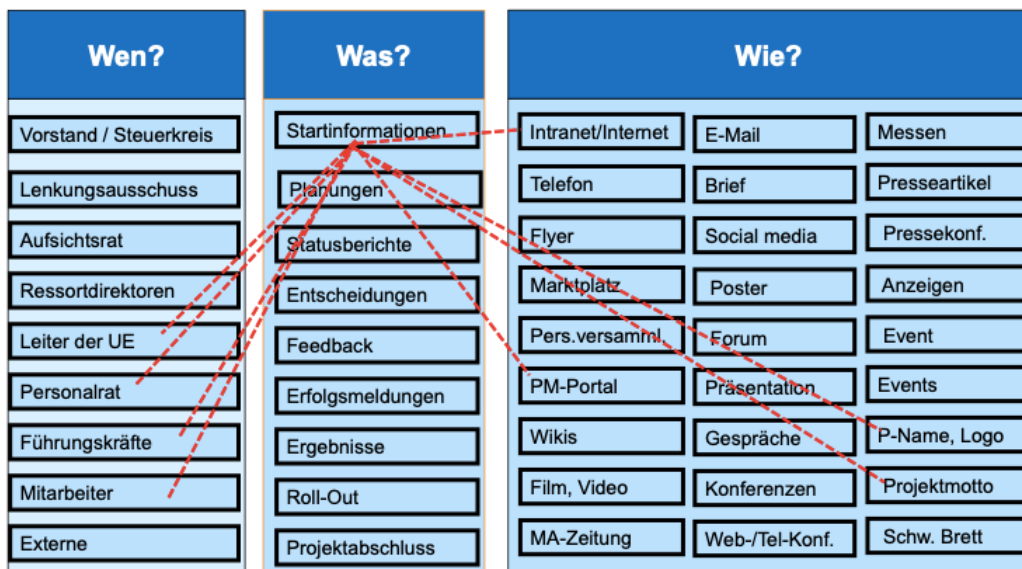 Wen?
Vorstand / Steuerkreis
Lenkungsausschuss
Aufsichtsrat
Ressortdirektoren
Leiter der UE
Personalrat
Führungskräfte
Mitarbeiter
Externe
Was?
Startinformationen
Planungen
Statusberichte
Entscheidungen
Feedback
Erfolgsmeldungen
Ergebnisse
Roll-Out
Projektabschluss
Wie?
Intranet/Internet
Telefon
Flyer
Marktplatz
Pers.versamml.
PM-Portal
Wikis
Film, Video
MA-Zeitung
E-Mail
Brief
Social media
Poster
Forum
Präsentation
Gespräche
Konferenzen
Web-/Tel-Konf.
Messen
Presseartikel
Pressekonf.
Anzeigen
Event
Events
P-Name, Logo
Projektmotto
Schw. Brett